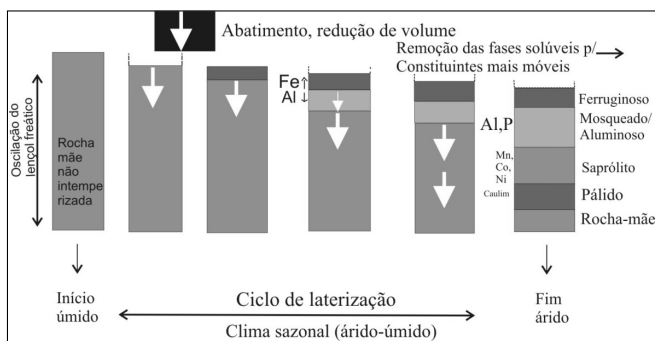 Abatimento, redução de volume
Remoção das fases solúveis p/
Constituintes mais móveis
Oscilação do
lençol freático
Rocha
mãe
não
intempe
rizada
Fe
Al
Al,P
Mn,
Co,
Ni
Caulim
Ferruginoso
Mosqueado/
Aluminoso
Saprólito
Pálido
Rocha-mãe
Início
úmido
Ciclo de laterização
Clima sazonal (árido-úmido)
Fim
árido